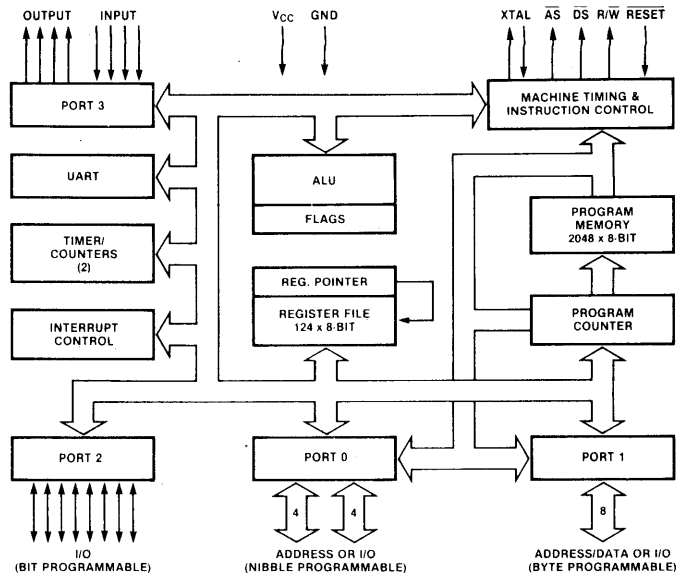 OUTPUT INPUT VCC GND XTAL AS DS R/W RESET
PORT 3
MACHINE TIMING &
INSTRUCTION CONTROL
UART
ALU
FLAGS
PROGRAM
MEMORY
2048 x 8-BIT
TIMER/
COUNTERS
(2)
REG. POINTER
REGISTER FILE
124 x 8-BIT
PROGRAM
COUNTER
INTERRUPT
CONTROL
PORT 2
PORT 0
PORT 1
4 4 8
I/O
(BIT PROGRAMMABLE)
ADDRESS OR I/O
(NIBBLE PROGRAMMABLE)
ADDRESS/DATA OR I/O
(BYTE PROGRAMMABLE)